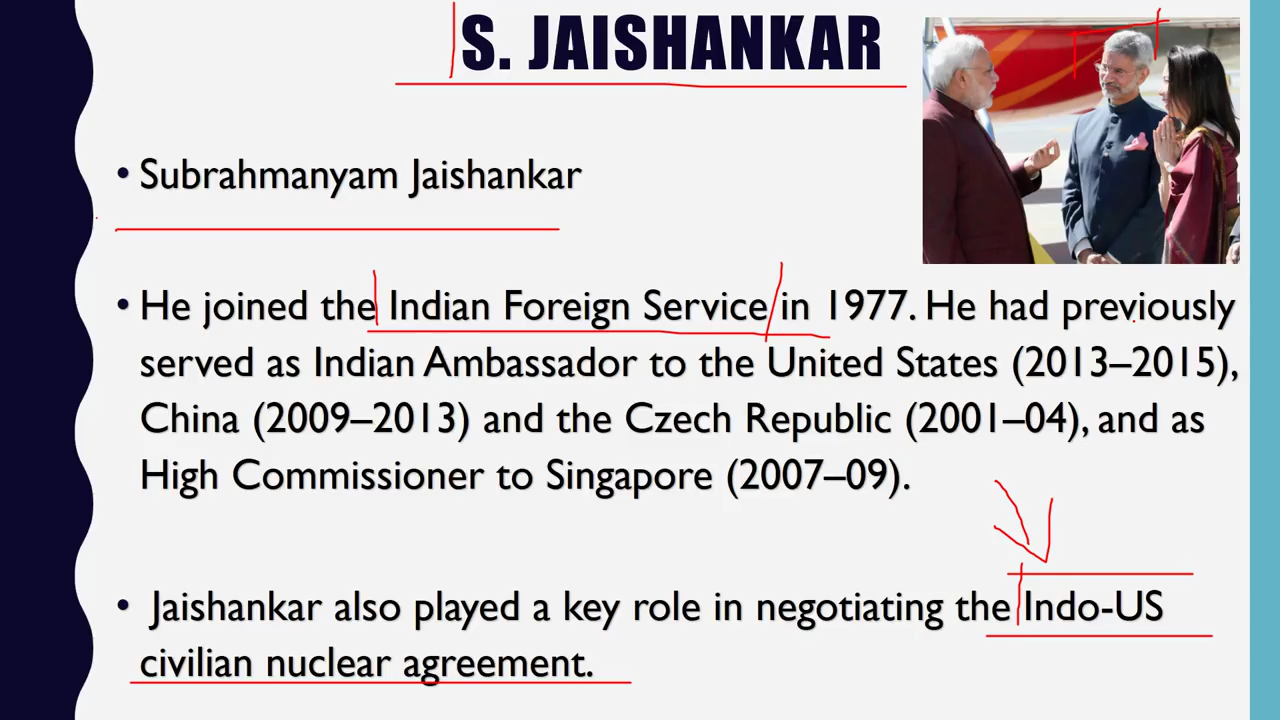 S. JAISHANKAR
• Subrahmanyam Jaishankar
• He joined the Indian Foreign Service in 1977. He had previously
served as Indian Ambassador to the United States (2013–2015),
China (2009–2013) and the Czech Republic (2001–04), and as
High Commissioner to Singapore (2007–09).
• Jaishankar also played a key role in negotiating the Indo-US
civilian nuclear agreement.